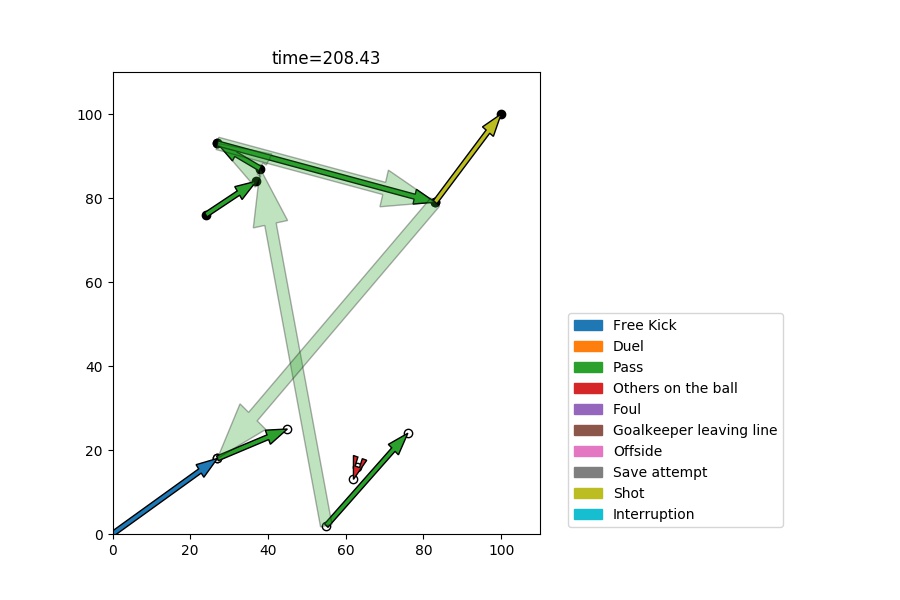 time=208.43
100
80
60
40
20
0
0 20 40 60 80 100
Free Kick
Duel
Pass
Others on the ball
Foul
Goalkeeper leaving line
Offside
Save attempt
Shot
Interruption